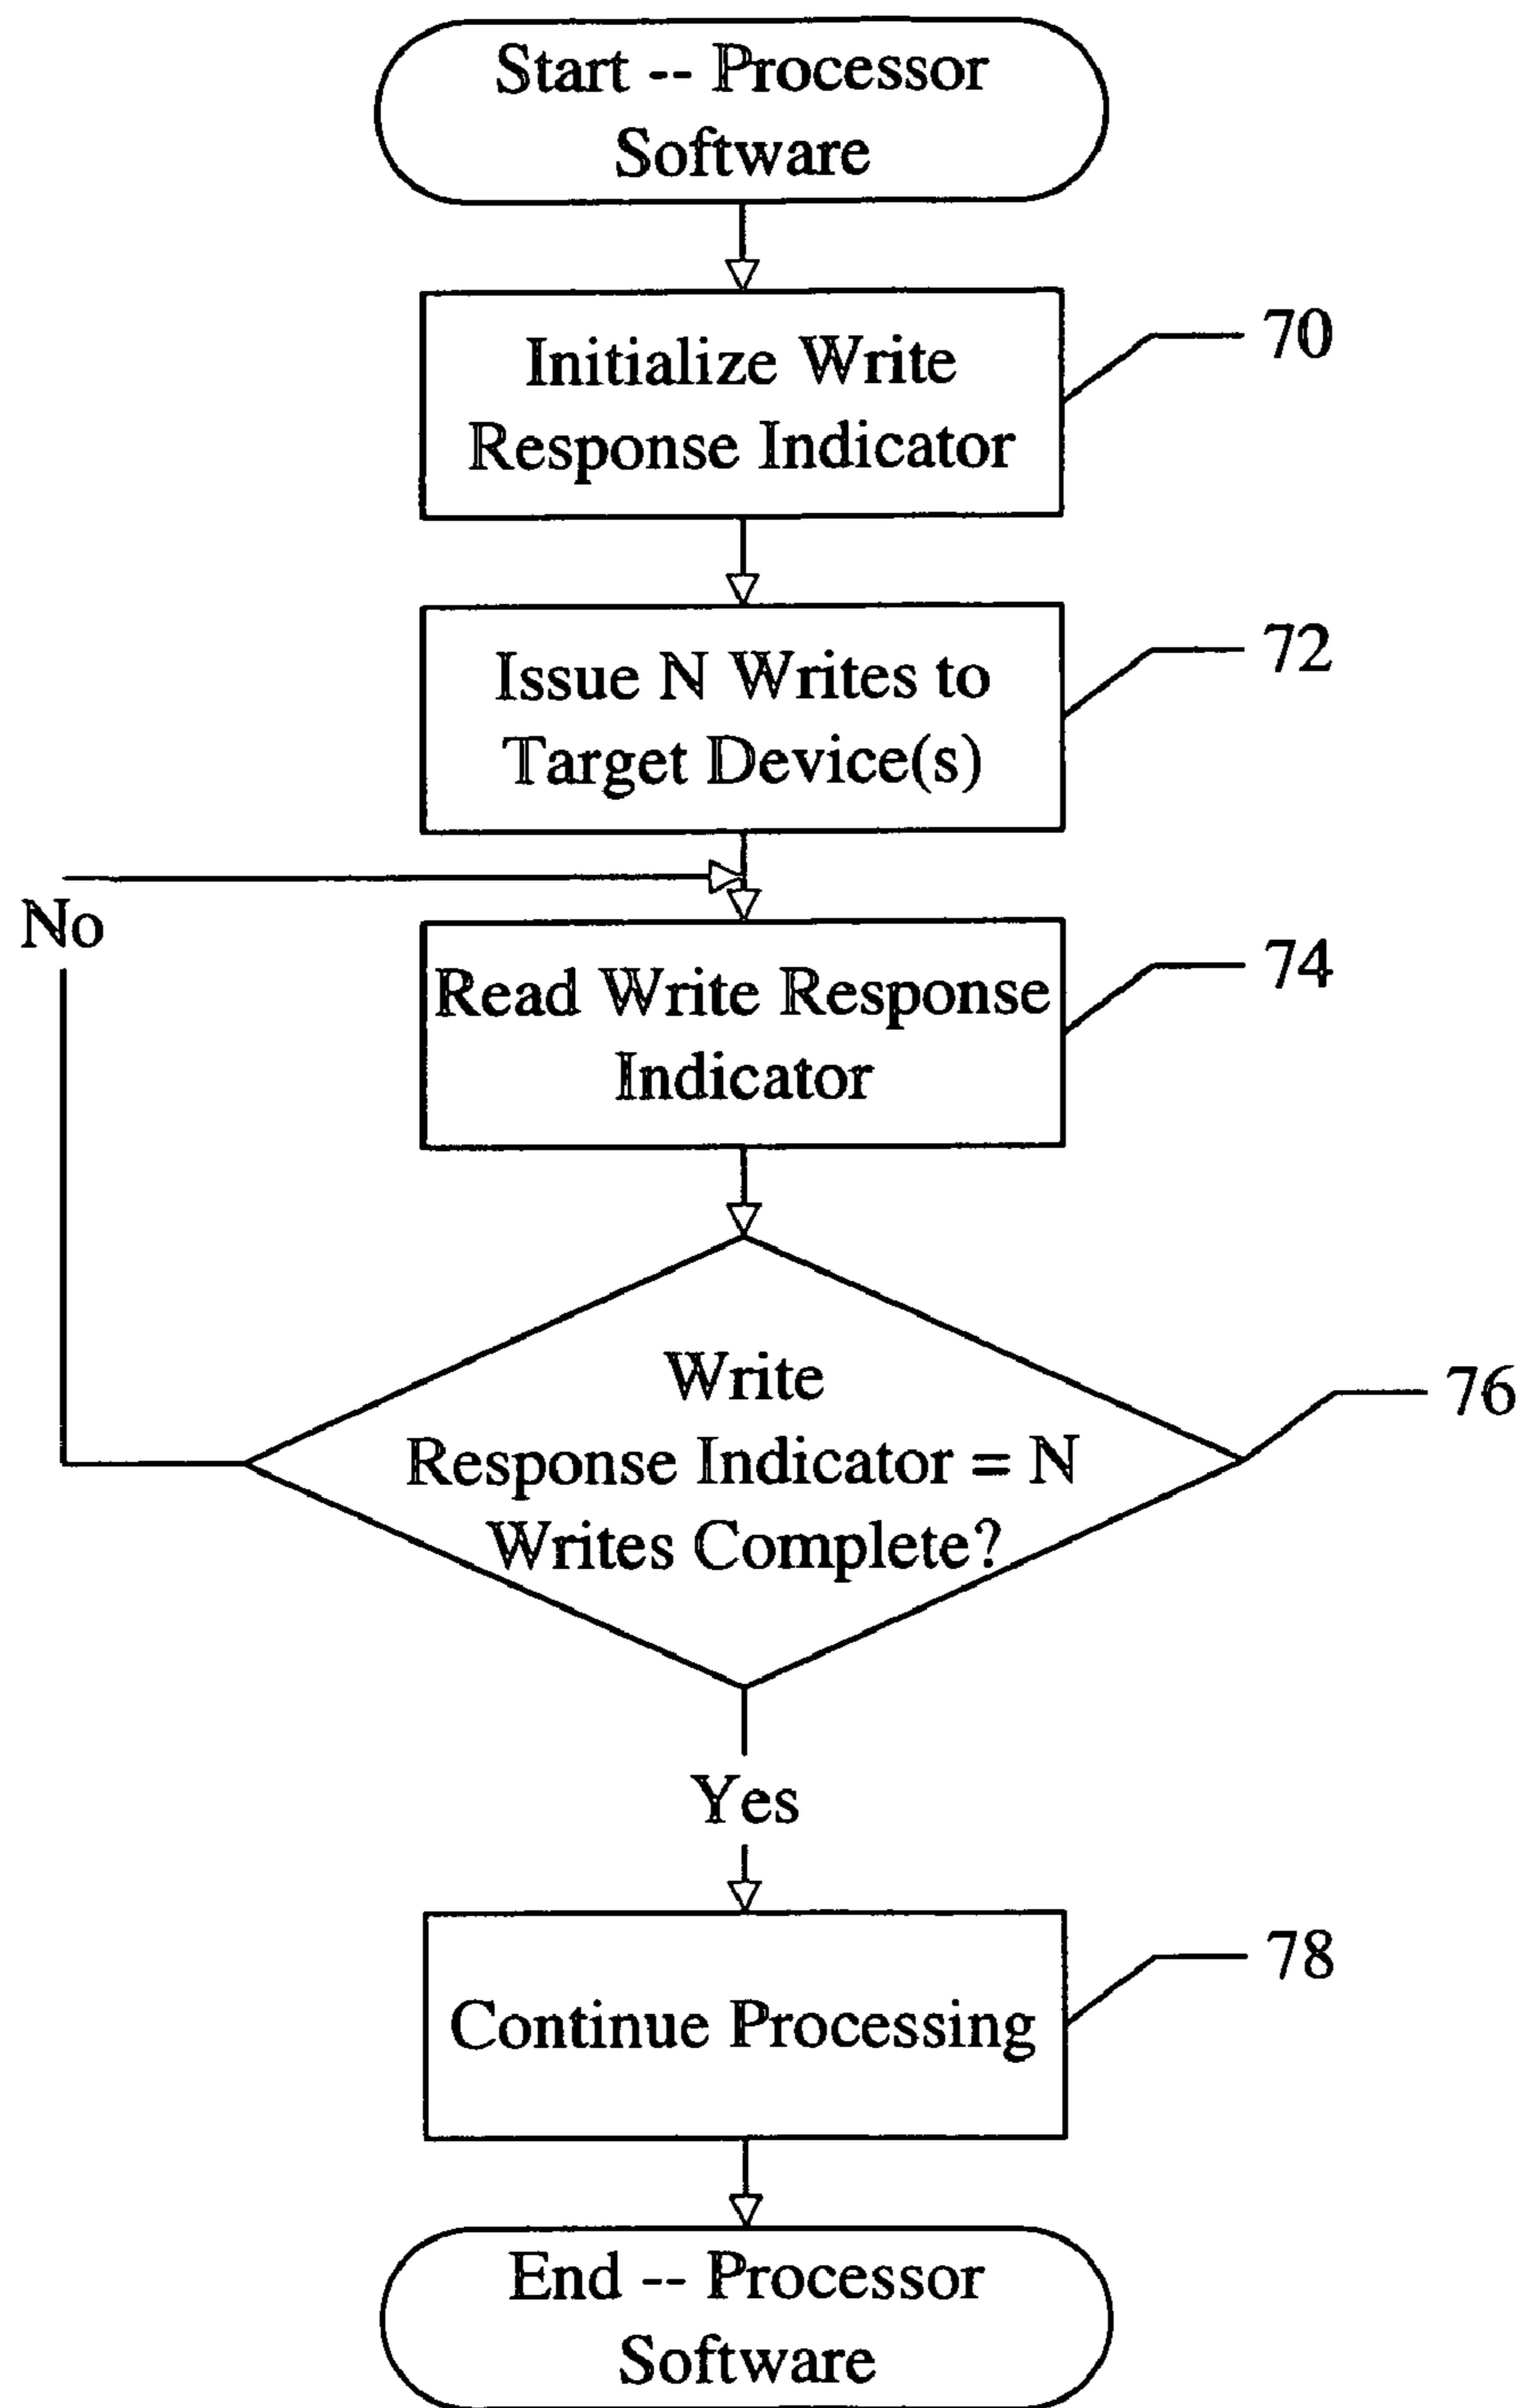 Start -- Processor
Software
Initialize Write
Response Indicator
70
Issue N Writes to
Target Device(s)
72
No
Read Write Response
Indicator
74
Write
Response Indicator = N
Writes Complete?
76
Yes
Continue Processing
78
End -- Processor
Software